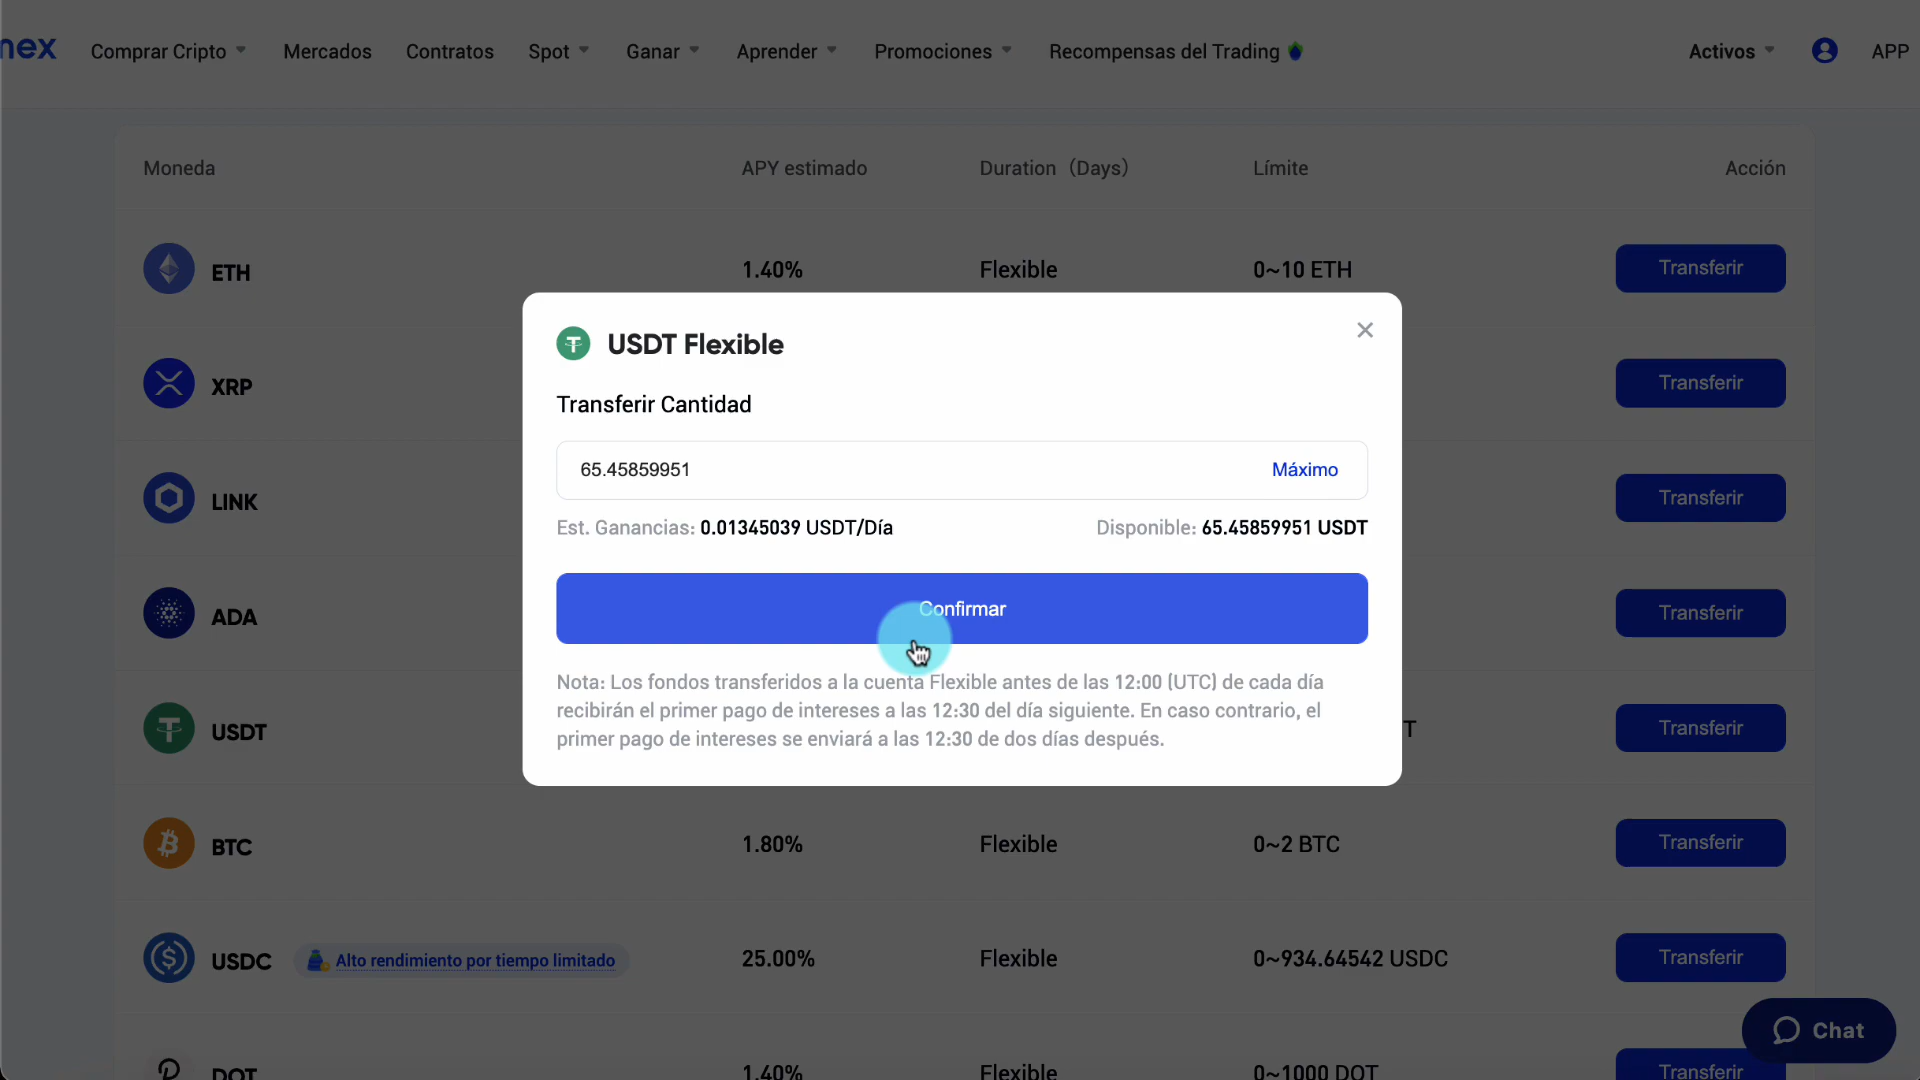 nex Comprar Cripto Mercados Contratos Spot Ganar Aprender Promociones Recompensas del Trading Activos APP
Moneda APY estimado Duration (Days) Límite Acción
ETH 1.40% Flexible 0~10 ETH Transferir
USDT Flexible
XRP Transferir
Transferir Cantidad
65.45859951 Máximo
LINK Transferir
Est. Ganancias: 0.01345039 USDT/Día Disponible: 65.45859951 USDT
Confirmar
ADA Transferir
Nota: Los fondos transferidos a la cuenta Flexible antes de las 12:00 (UTC) de cada día
recibirán el primer pago de intereses a las 12:30 del día siguiente. En caso contrario, el
primer pago de intereses se enviará a las 12:30 de dos días después.
USDT T Transferir
BTC 1.80% Flexible 0~2 BTC Transferir
USDC Alto rendimiento por tiempo limitado 25.00% Flexible 0~934.64542 USDC Transferir
Chat
DOT 1.40% Flexible 0~1000 DOT Transferir